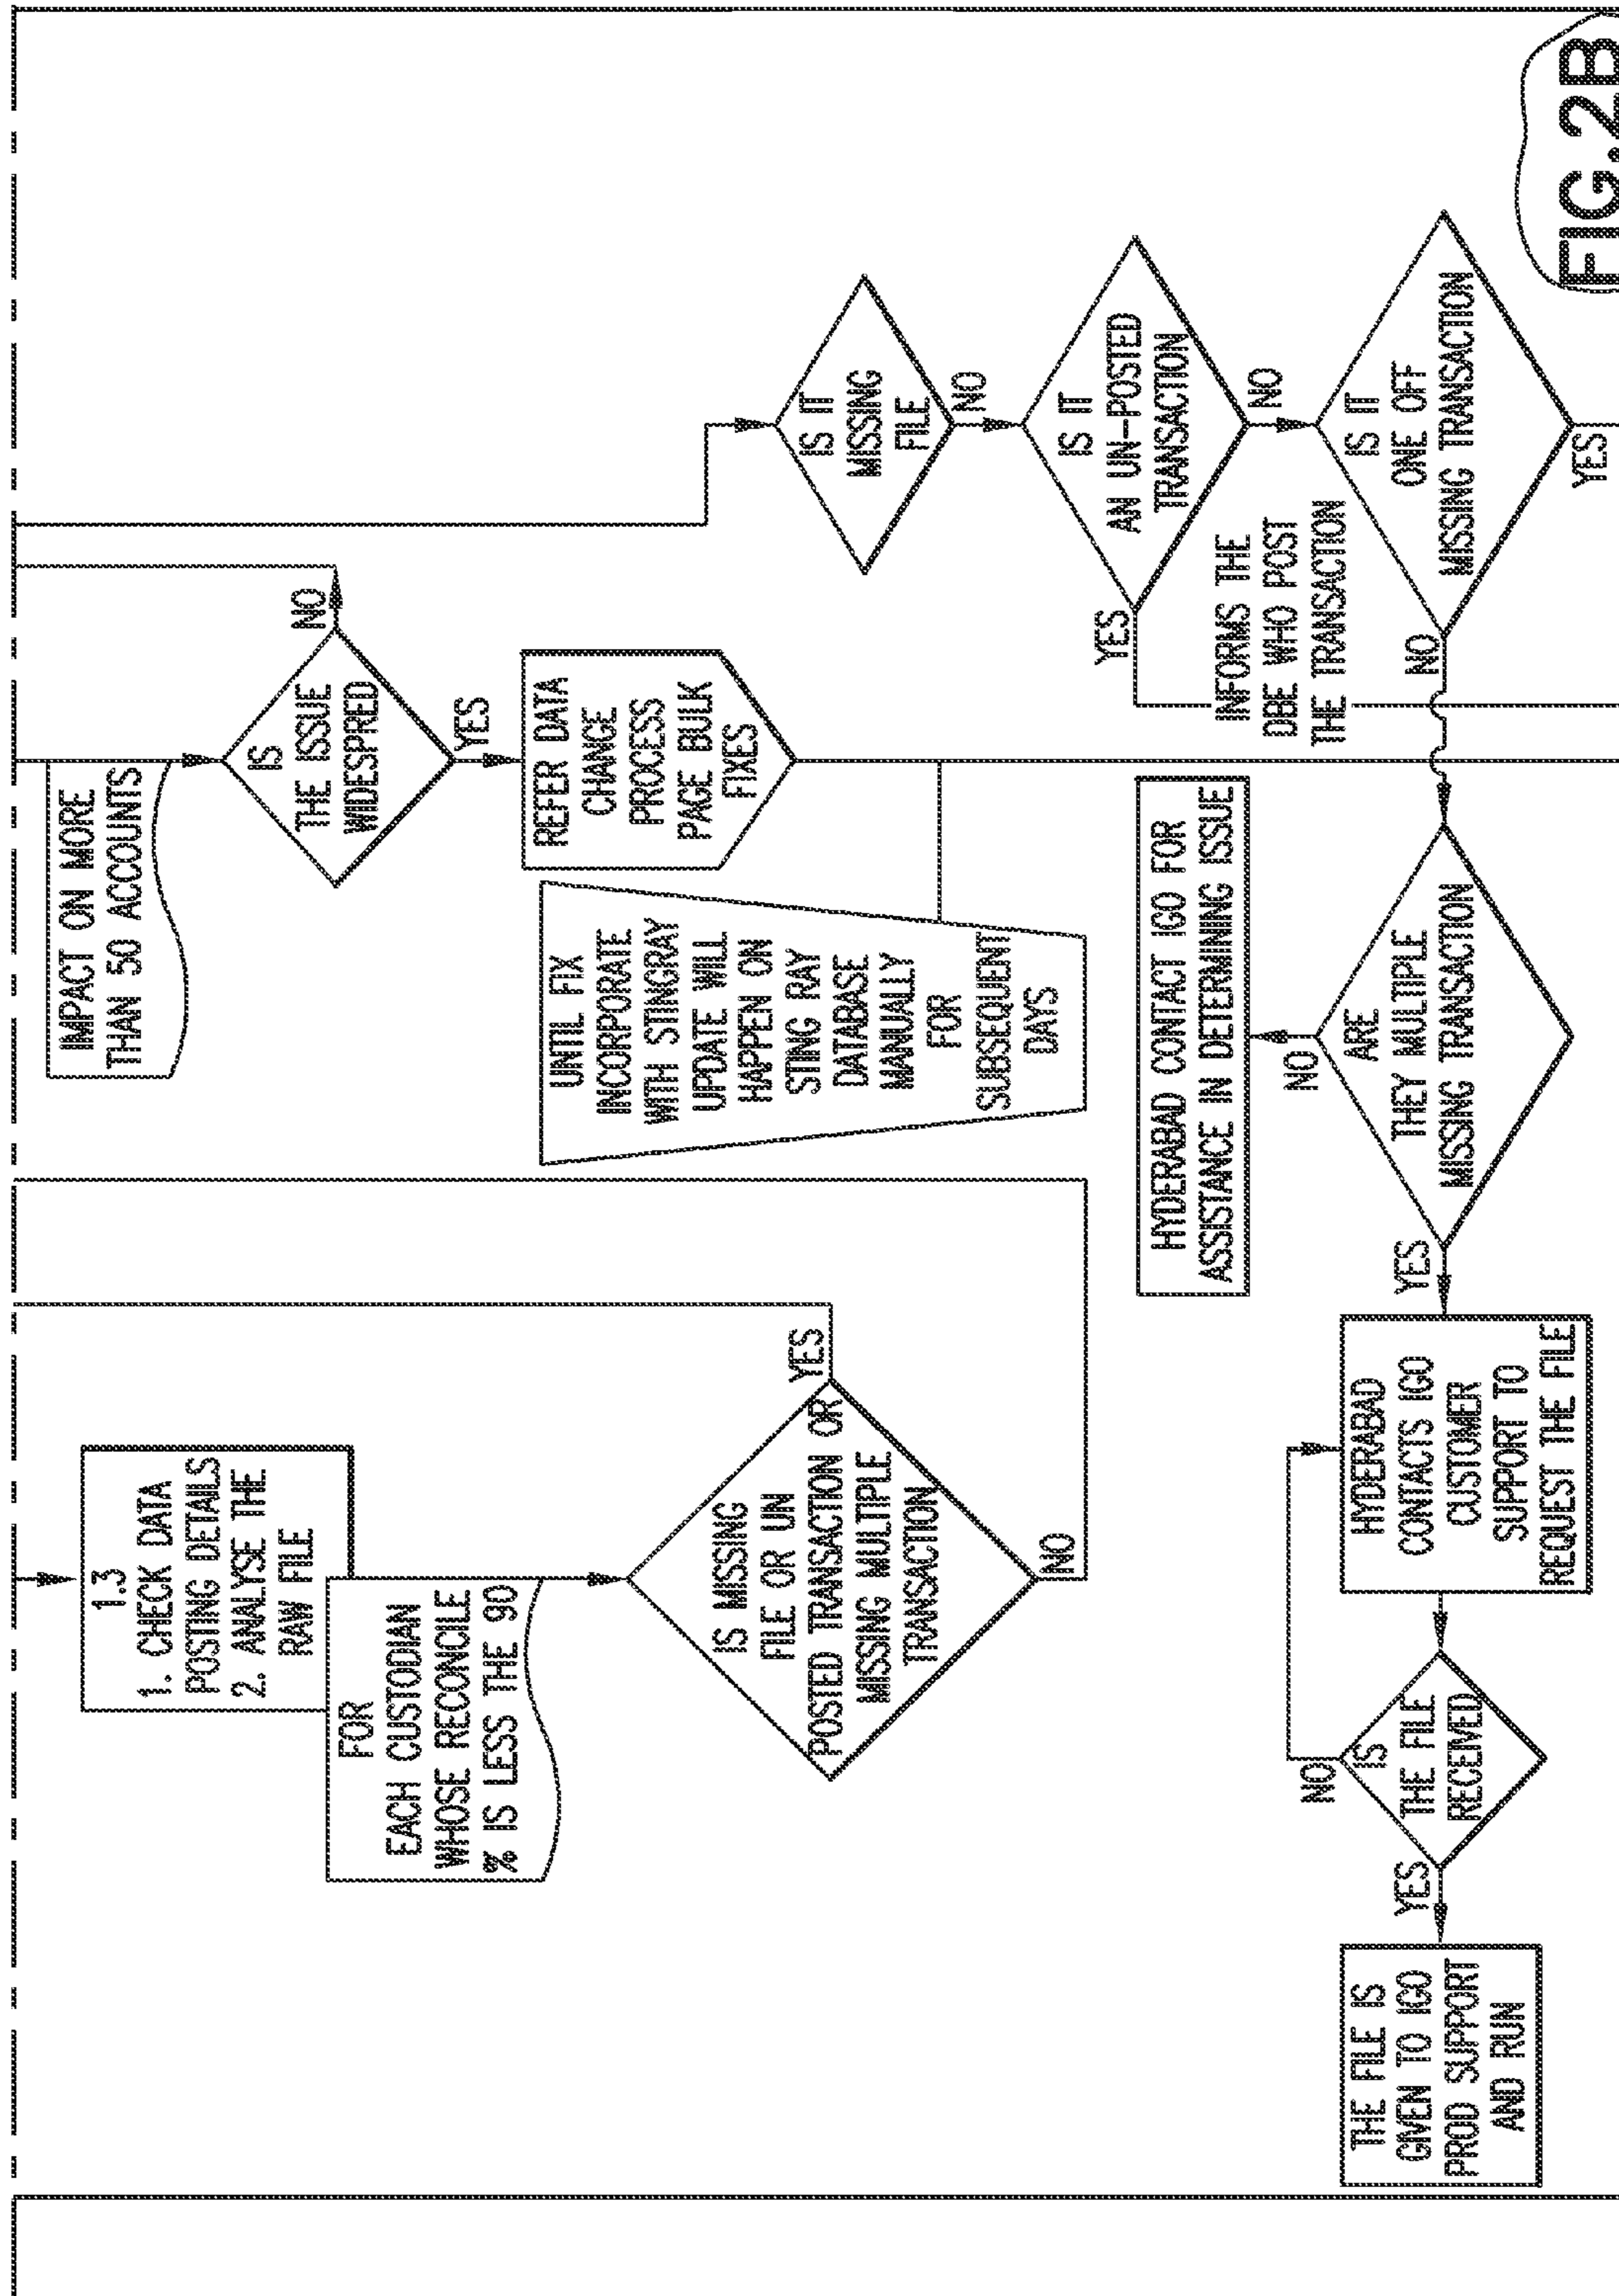 1.3
1. CHECK DATA
POSTING DETAILS
2. ANALYSE THE
RAW FILE
FOR
EACH CUSTODIAN
WHOSE RECONCILE
% IS LESS THE 90
IS MISSING
FILE OR UN
POSTED TRANSACTION OR
MISSING MULTIPLE
TRANSACTION
YES
NO
IMPACT ON MORE
THAN 50 ACCOUNTS
IS
THE ISSUE
WIDESPRED
NO
YES
REFER DATA
CHANGE
PROCESS
PAGE BULK
FIXES
UNTIL FIX
INCORPORATE
WITH STINGRAY
UPDATE WILL
HAPPEN ON
STING RAY
DATABASE
MANUALLY
FOR
SUBSEQUENT
DAYS
IS IT
MISSING
FILE
NO
IS IT
AN UN-POSTED
TRANSACTION
YES
NO
INFORMS THE
DBE WHO POST
THE TRANSACTION
IS IT
ONE OFF
MISSING TRANSACTION
NO
YES
HYDERABAD CONTACT IGO FOR
ASSISTANCE IN DETERMINING ISSUE
NO
ARE
THEY MULTIPLE
MISSING TRANSACTION
YES
HYDERABAD
CONTACTS IGO
CUSTOMER
SUPPORT TO
REQUEST THE FILE
NO
IS
THE FILE
RECEIVED
YES
THE FILE IS
GIVEN TO IGO
PROD SUPPORT
AND RUN
FIG.2B